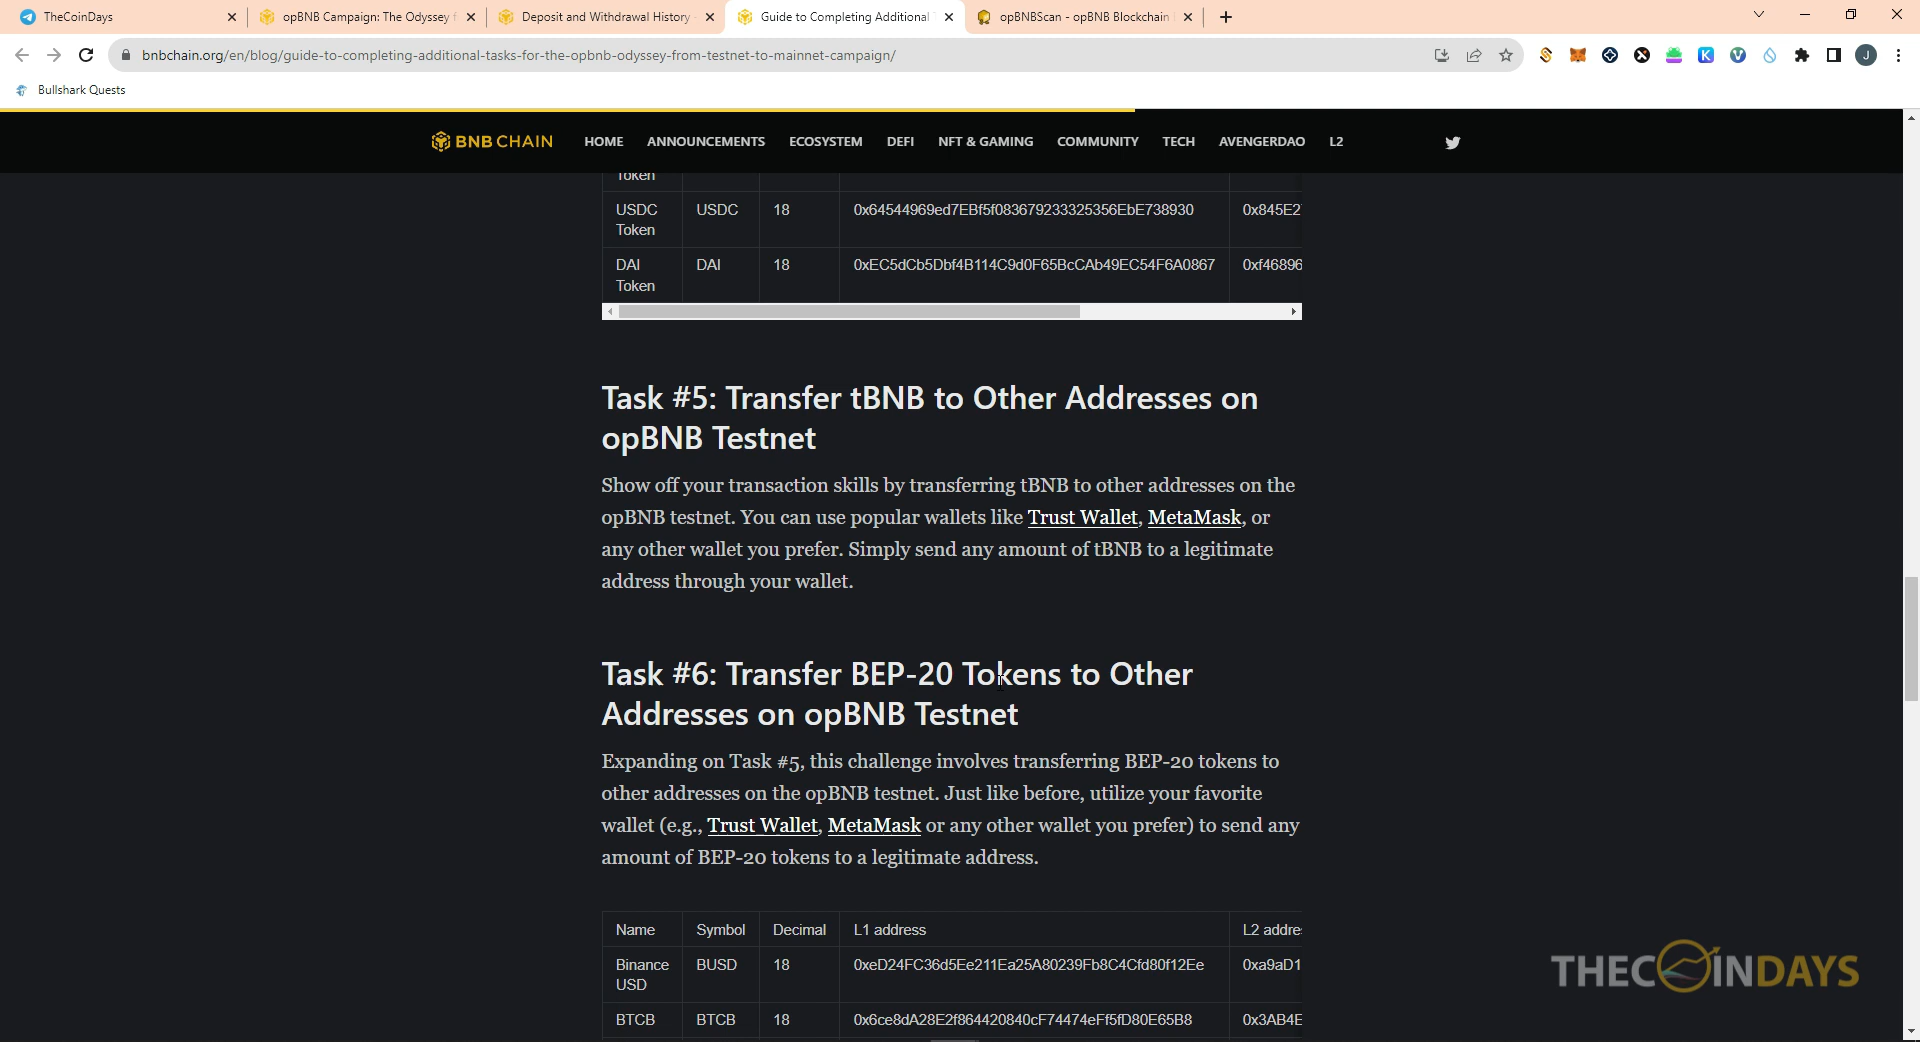 TheCoinDays
opBNB Campaign: The Odyssey f
Deposit and Withdrawal History -
Guide to Completing Additional
opBNBScan - opBNB Blockchain
bnbchain.org/en/blog/guide-to-completing-additional-tasks-for-the-opbnb-odyssey-from-testnet-to-mainnet-campaign/
J
Bullshark Quests
BNB CHAIN
HOME ANNOUNCEMENTS ECOSYSTEM DEFI NFT & GAMING COMMUNITY TECH AVENGERDAO L2
Token
USDC USDC 18 0x64544969ed7EBf5f083679233325356EbE738930 0x845E2
Token
DAI DAI 18 0xEC5dCb5Dbf4B114C9d0F65BcCAb49EC54F6A0867 0xf46896
Token
Task #5: Transfer tBNB to Other Addresses on
opBNB Testnet
Show off your transaction skills by transferring tBNB to other addresses on the
opBNB testnet. You can use popular wallets like Trust Wallet, MetaMask, or
any other wallet you prefer. Simply send any amount of tBNB to a legitimate
address through your wallet.
Task #6: Transfer BEP-20 Tokens to Other
Addresses on opBNB Testnet
Expanding on Task #5, this challenge involves transferring BEP-20 tokens to
other addresses on the opBNB testnet. Just like before, utilize your favorite
wallet (e.g., Trust Wallet, MetaMask or any other wallet you prefer) to send any
amount of BEP-20 tokens to a legitimate address.
Name Symbol Decimal L1 address L2 addre
Binance BUSD 18 0xeD24FC36d5Ee211Ea25A80239Fb8C4Cfd80f12Ee 0xa9aD1
USD
BTCB BTCB 18 0x6ce8dA28E2f864420840cF74474eFf5fD80E65B8 0x3AB4E
THECOINDAYS